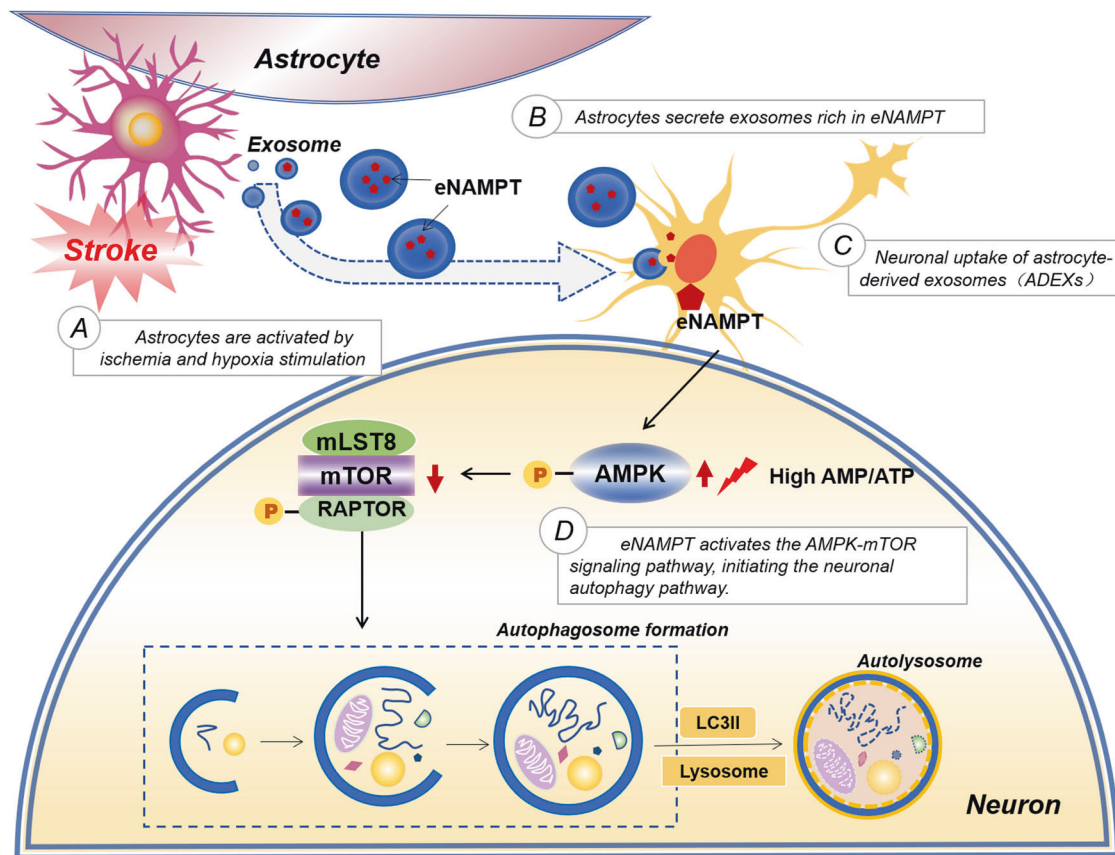 Astrocyte
B
Astrocytes secrete exosomes rich in eNAMPT
Exosome
eNAMPT
Stroke
C
Neuronal uptake of astrocyte-
derived exosomes（ADEXs）
A
Astrocytes are activated by
ischemia and hypoxia stimulation
eNAMPT
mLST8
mTOR
P
RAPTOR
P
AMPK
High AMP/ATP
D
eNAMPT activates the AMPK-mTOR
signaling pathway, initiating the neuronal
autophagy pathway.
Autophagosome formation
Autolysosome
LC3II
Lysosome
Neuron